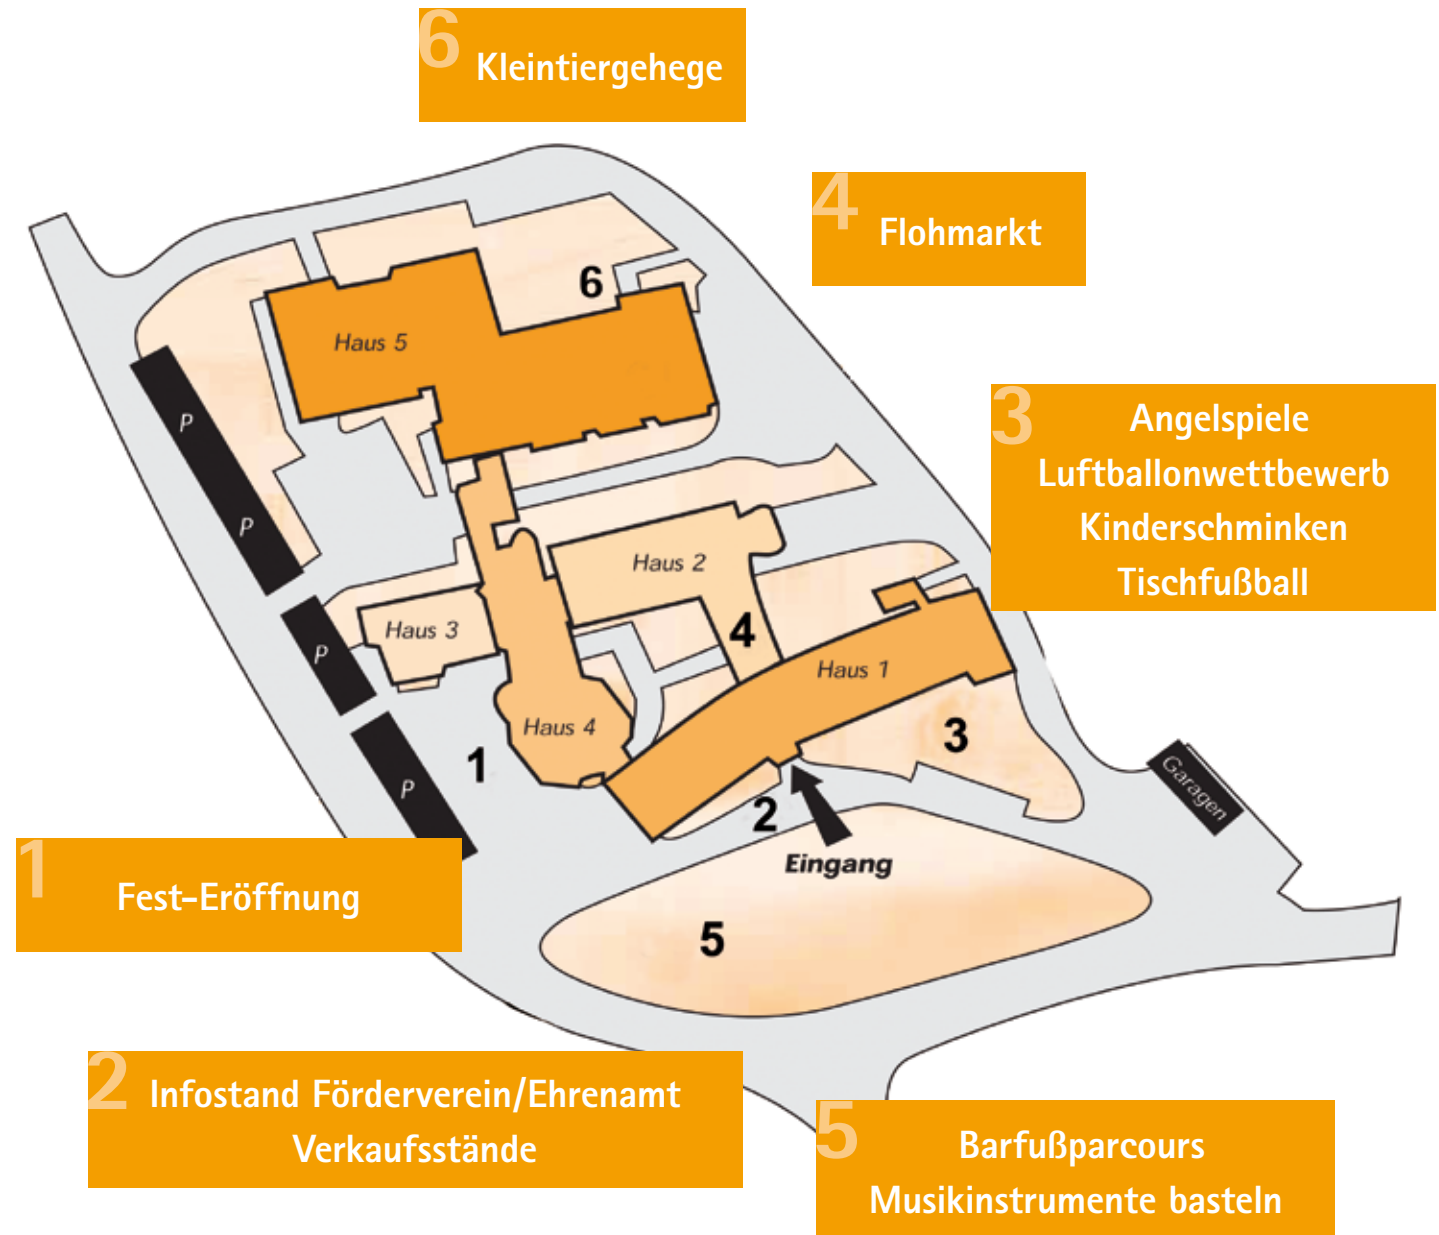 6
Kleintiergehege
4
Flohmarkt
6
Haus 5
3
Angelspiele
Luftballonwettbewerb
Kinderschminken
Tischfußball
P
P
Haus 2
Haus 3
4
P
Haus 1
Haus 4
3
1
P
Garagen
2
Eingang
1
Fest-Eröffnung
5
2
Infostand Förderverein/Ehrenamt
Verkaufsstände
5
Barfußparcours
Musikinstrumente basteln